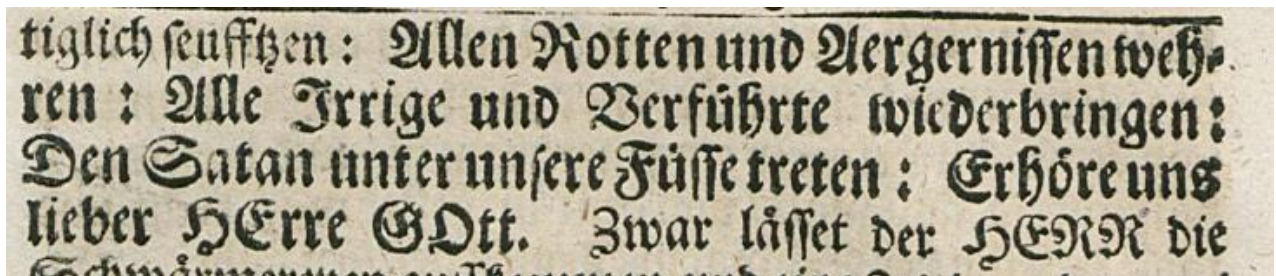 tiglich ſeufftzen: Allen Rotten und Aergerniſſen weh-
ren: Alle Irrige und Verführte wiederbringen:
Den Satan unter unſere Füſſe treten: Erhöre uns
lieber HErre GOtt. Zwar läſſet der HERR die